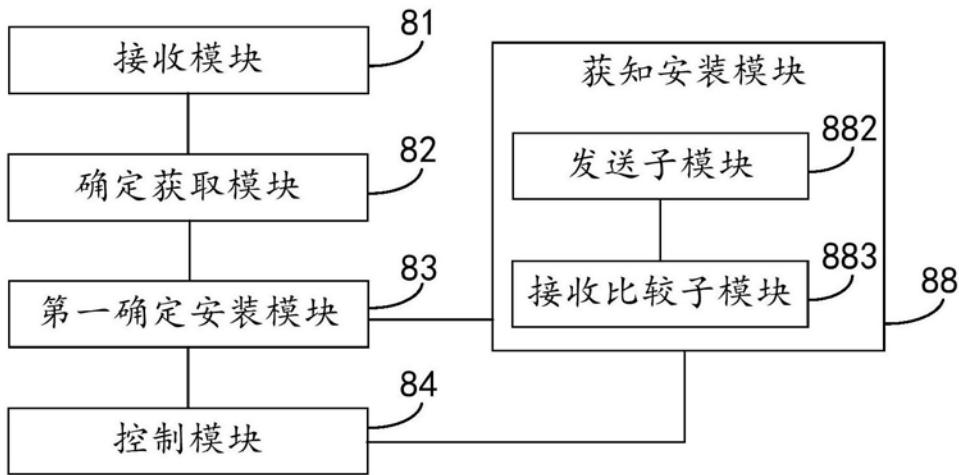 接收模块
81
确定获取模块
82
第一确定安装模块
83
控制模块
84
获知安装模块
发送子模块
882
接收比较子模块
883
88